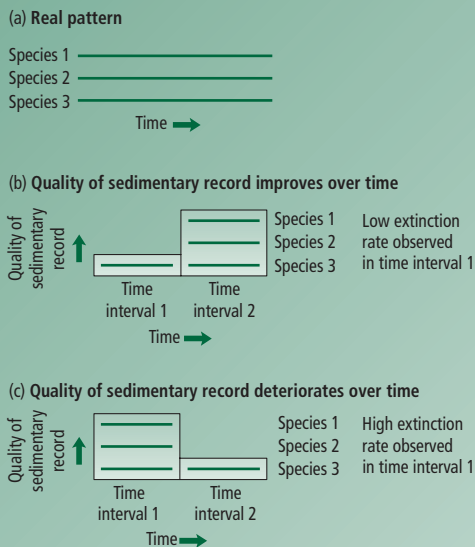 (a) Real pattern
Species 1
Species 2
Species 3
Time
(b) Quality of sedimentary record improves over time
Quality of
sedimentary
record
Species 1
Species 2
Species 3
Low extinction
rate observed
in time interval 1
Time
interval 1
Time
interval 2
Time
(c) Quality of sedimentary record deteriorates over time
Quality of
sedimentary
record
Species 1
Species 2
Species 3
High extinction
rate observed
in time interval 1
Time
interval 1
Time
interval 2
Time